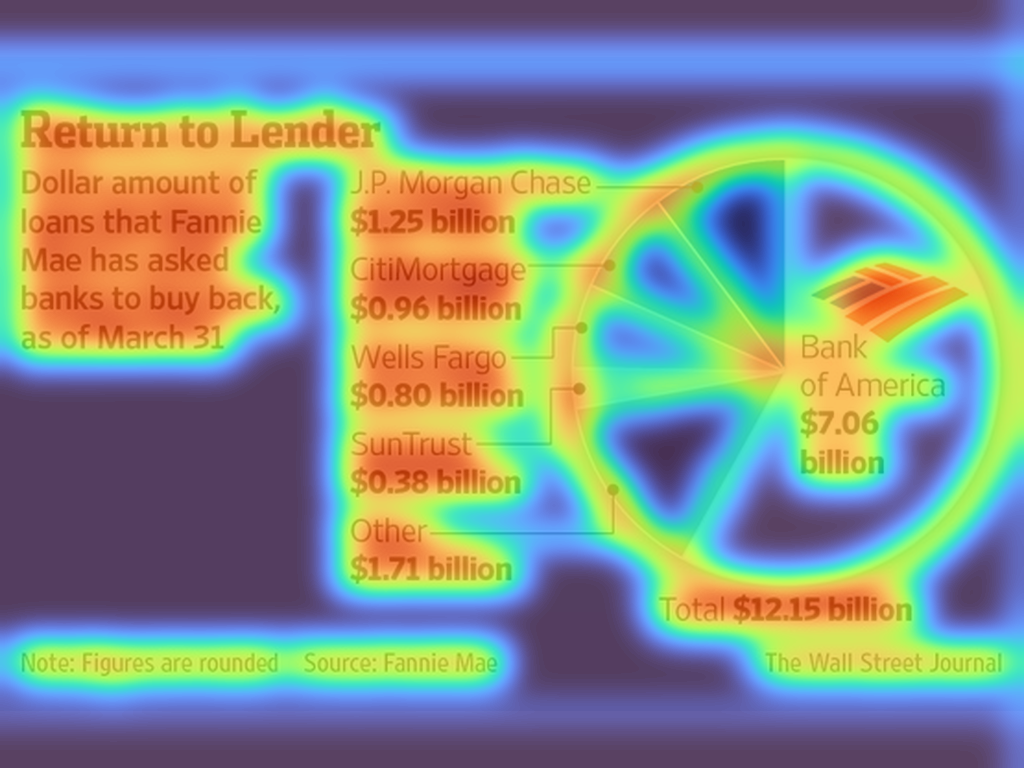 Return to Lender
Dollar amount of
loans that Fannie
Mae has asked
banks to buy back,
as of March 31
J.P. Morgan Chase
$1.25 billion
CitiMortgage
$0.96 billion
Wells Fargo
$0.80 billion
SunTrust
$0.38 billion
Other
$1.71 billion
Bank
of America
$7.06
billion
Total $12.15 billion
Note: Figures are rounded Source: Fannie Mae
The Wall Street Journal